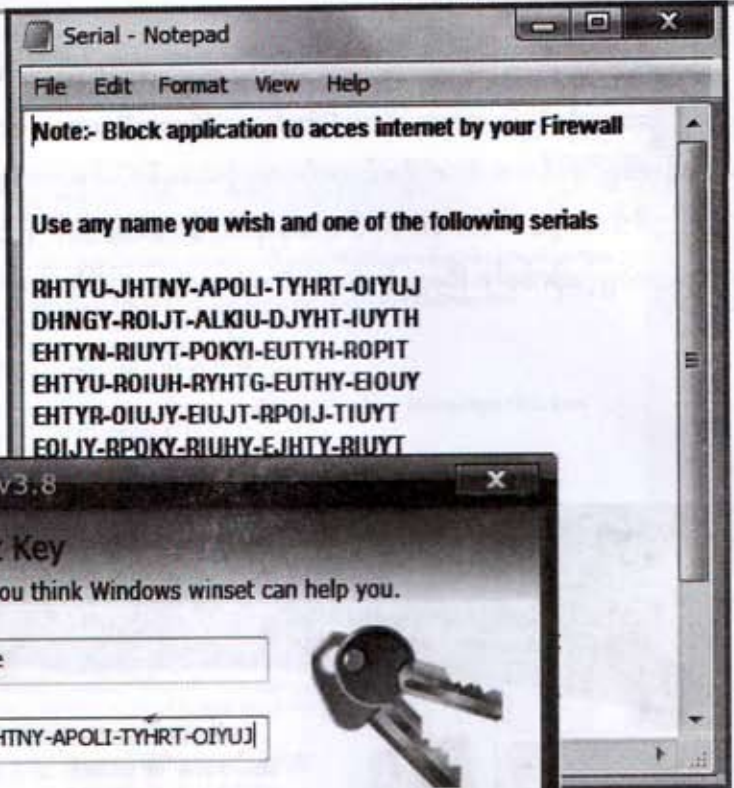 Serial - Notepad
File Edit Format View Help
Note:- Block application to acces internet by your Firewall
Use any name you wish and one of the following serials
RHTYU-JHTNY-APOLI-TYHRT-OIYUJ
DHNGY-ROIJT-ALKIU-DJYHT-IUYTH
EHTYN-RIUYT-POKYI-EUTYH-ROPIT
EHTYU-ROIUH-RYHTG-EUTHY-EIOUY
EHTYR-OIUJY-EIUJT-RPOIJ-TIUYT
EOIJY-RPOKY-RIUHY-EJHTY-RIUYT
v3.8
Key
ou think Windows winset can help you.
e
HTNY-APOLI-TYHRT-OIYUJ